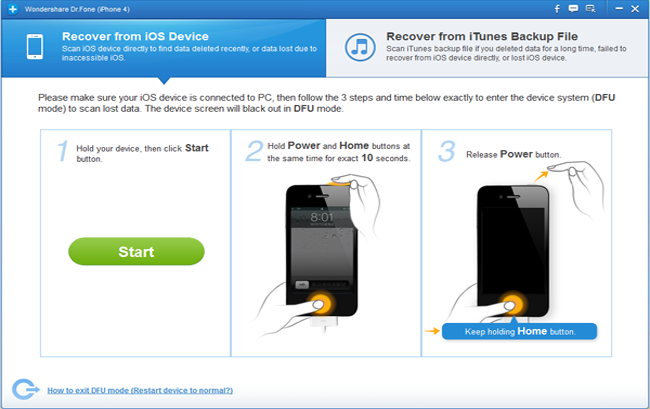 Wondershare Dr.Fone (iPhone 4)
Recover from iOS Device
Scan iOS device directly to find data deleted recently, or data lost due to
inaccessible iOS.
Recover from iTunes Backup File
Scan iTunes backup file if you deleted data for a long time, failed to
recover from iOS device directly, or lost iOS device.
Please make sure your iOS device is connected to PC, then follow the 3 steps and time below exactly to enter the device system (DFU
mode) to scan lost data. The device screen will black out in DFU mode.
1
Hold your device, then click Start
button.
Start
2
Hold Power and Home buttons at
the same time for exact 10 seconds.
8:01
3
Release Power button.
Keep holding Home button.
How to exit DFU mode (Restart device to normal?)